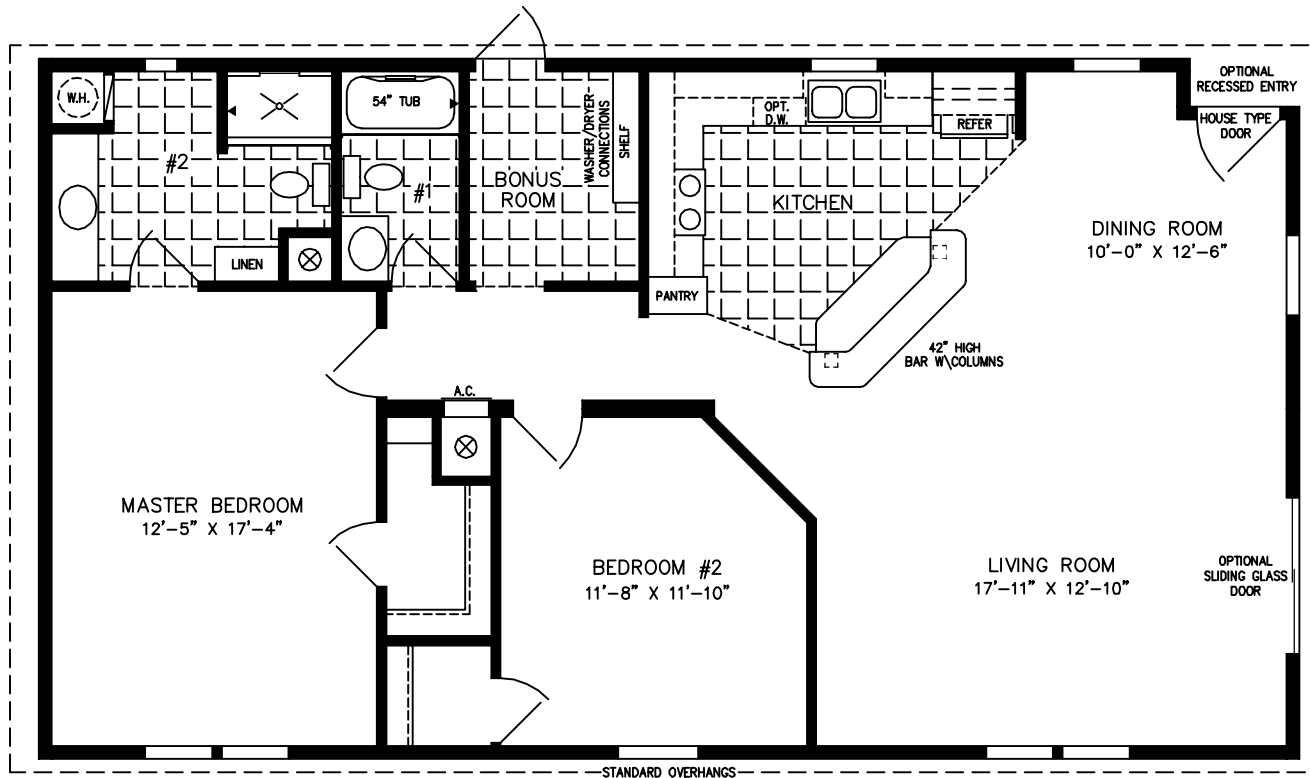 OPTIONAL
RECESSED ENTRY
W.H.
54" TUB
WASHER/DRYER-
CONNECTIONS
SHELF
OPT.
D.W.
REFER
HOUSE TYPE
DOOR
#2
#1
BONUS
ROOM
KITCHEN
DINING ROOM
10'-0" X 12'-6"
LINEN
PANTRY
42" HIGH
BAR W\COLUMNS
A.C.
MASTER BEDROOM
12'-5" X 17'-4"
BEDROOM #2
11'-8" X 11'-10"
LIVING ROOM
17'-11" X 12'-10"
OPTIONAL
SLIDING GLASS
DOOR
STANDARD OVERHANGS